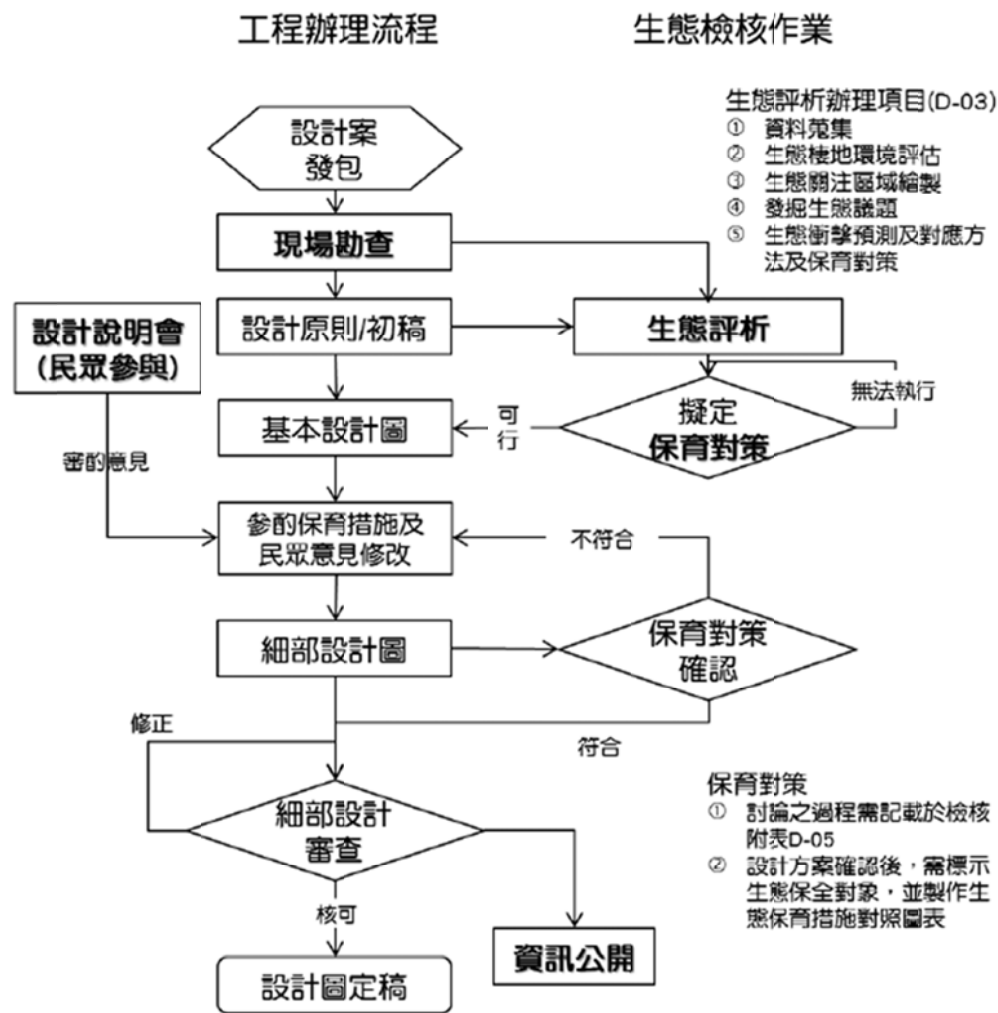 工程辦理流程
生態檢核作業
生態評析辦理項目(D-03)
① 資料蒐集
② 生態棲地環境評估
③ 生態關注區域繪製
④ 發掘生態議題
⑤ 生態衝擊預測及對應方
法及保育對策
設計案
發包
現場勘查
設計說明會
(民眾參與)
設計原則/初稿
生態評析
無法執行
擬定
保育對策
可
行
基本設計圖
審酌意見
參酌保育措施及
民眾意見修改
不符合
細部設計圖
保育對策
確認
修正
符合
細部設計
審查
保育對策
① 討論之過程需記載於檢核
附表D-05
② 設計方案確認後，需標示
生態保全對象，並製作生
態保育措施對照圖表
核可
資訊公開
設計圖定稿